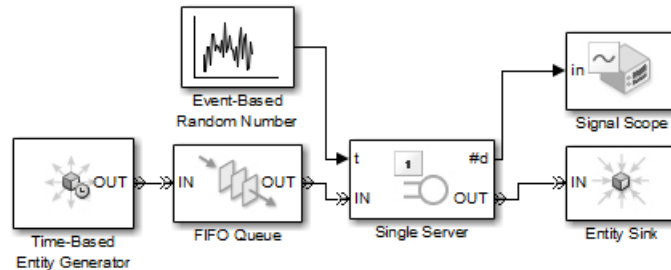 in
Event-Based
Random Number
Signal Scope
t
1
#d
OUT
IN
OUT
IN
OUT
IN
Time-Based
Entity Generator
FIFO Queue
Single Server
Entity Sink